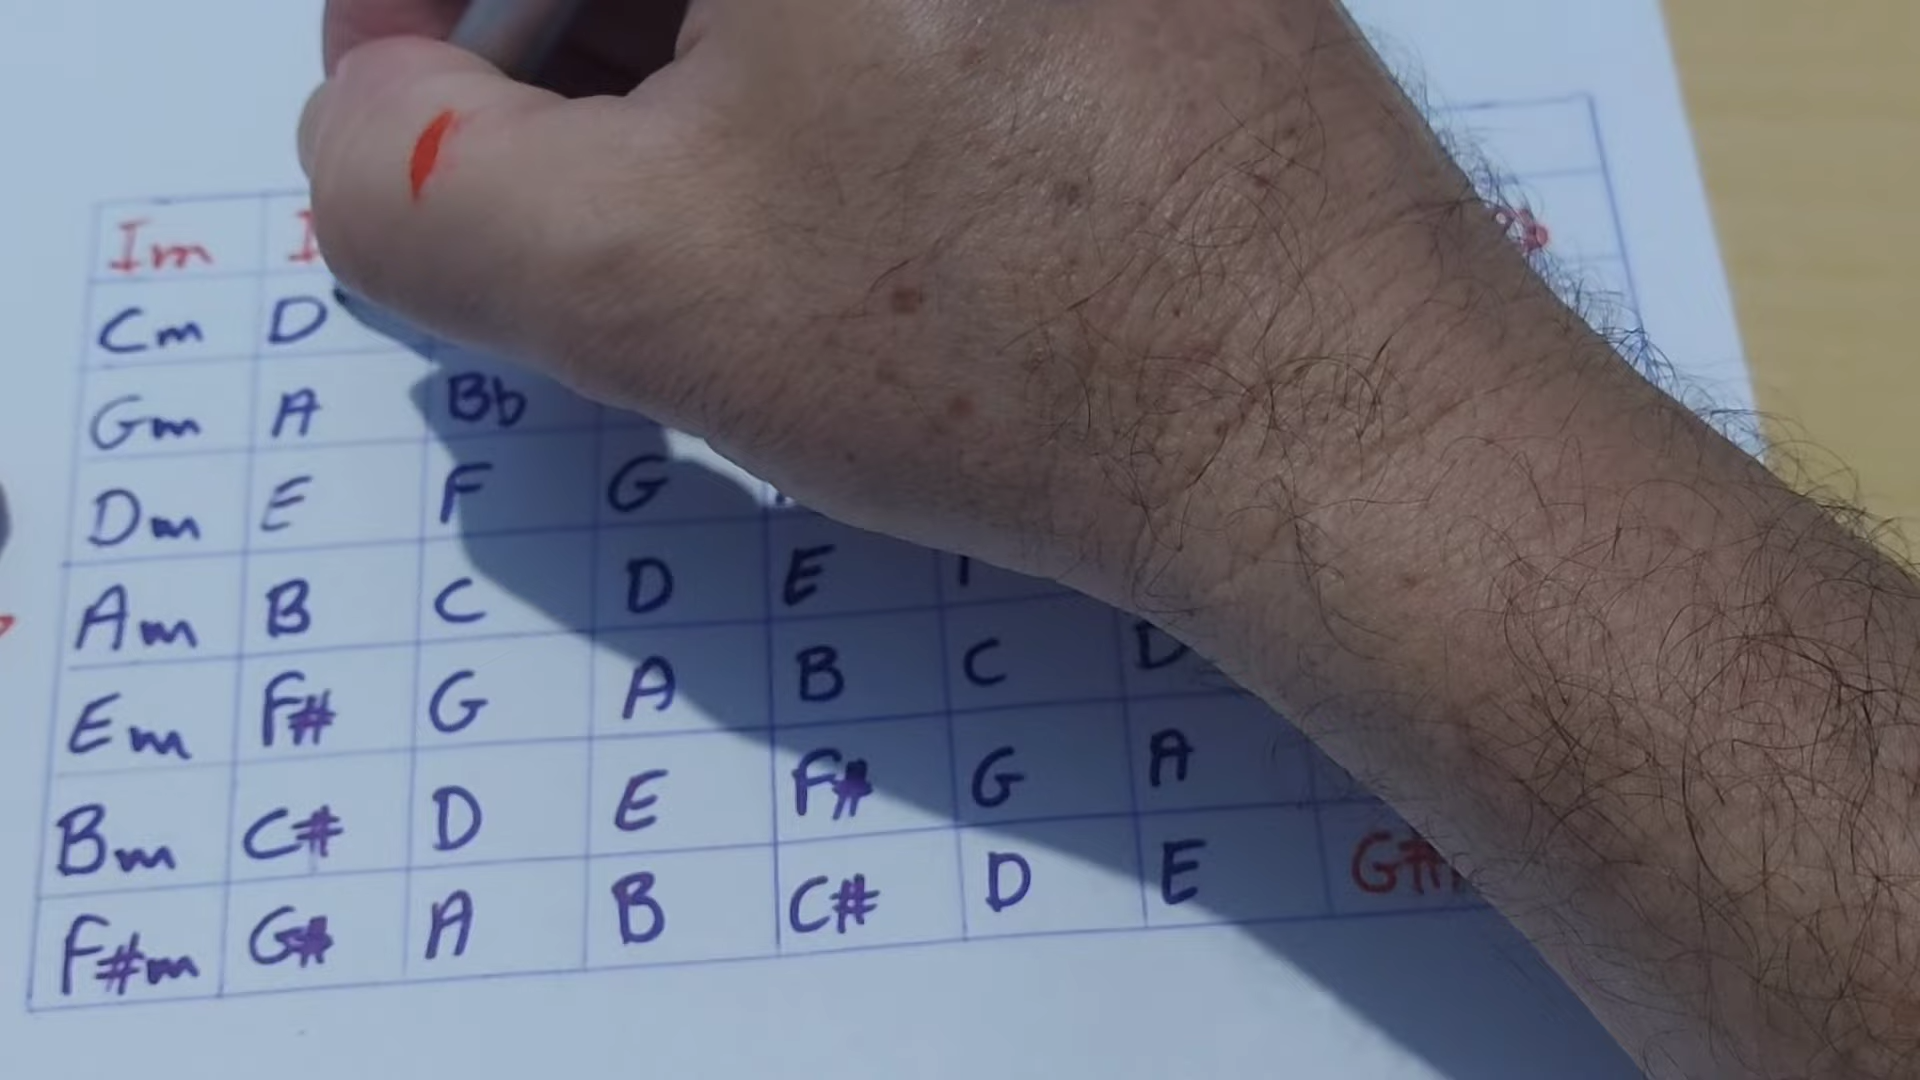 Im
Cm D
Gm A Bb
Dm E F G
Am B C D E
Em F# G A B C D
Bm C# D E F# G A
F#m G# A B C# D E G#